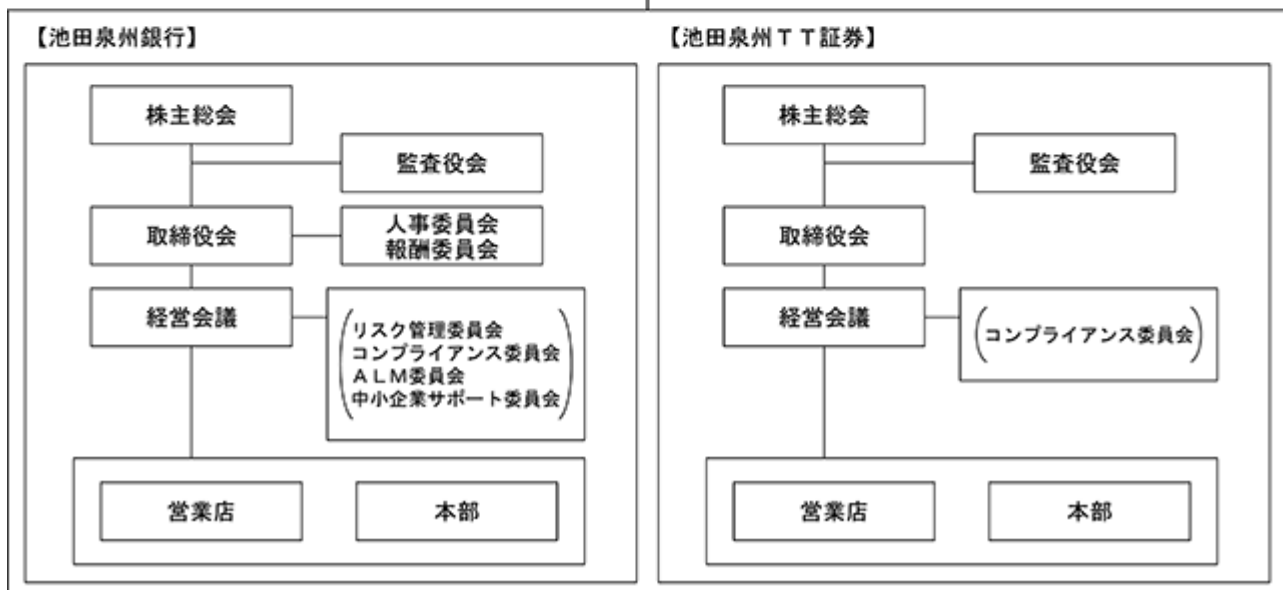 【池田泉州銀行】
株主総会
監査役会
取締役会
人事委員会
報酬委員会
経営会議
リスク管理委員会
コンプライアンス委員会
ＡＬＭ委員会
中小企業サポート委員会
営業店
本部
【池田泉州ＴＴ証券】
株主総会
監査役会
取締役会
経営会議
コンプライアンス委員会
営業店
本部